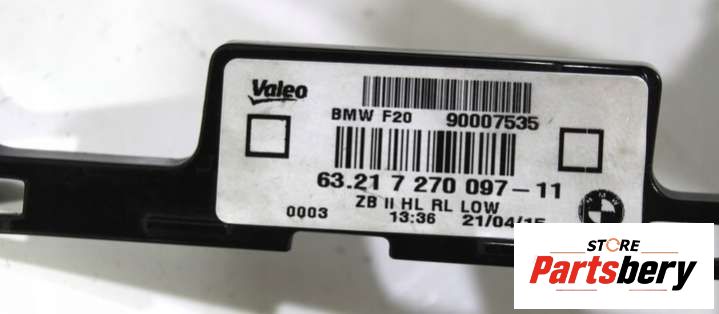 Valeo
BMW F20 90007535
63.21 7 270 097-11
ZB II HL RL LOW
0003 13:36 21/04/15
BMW
STORE
Partsbery